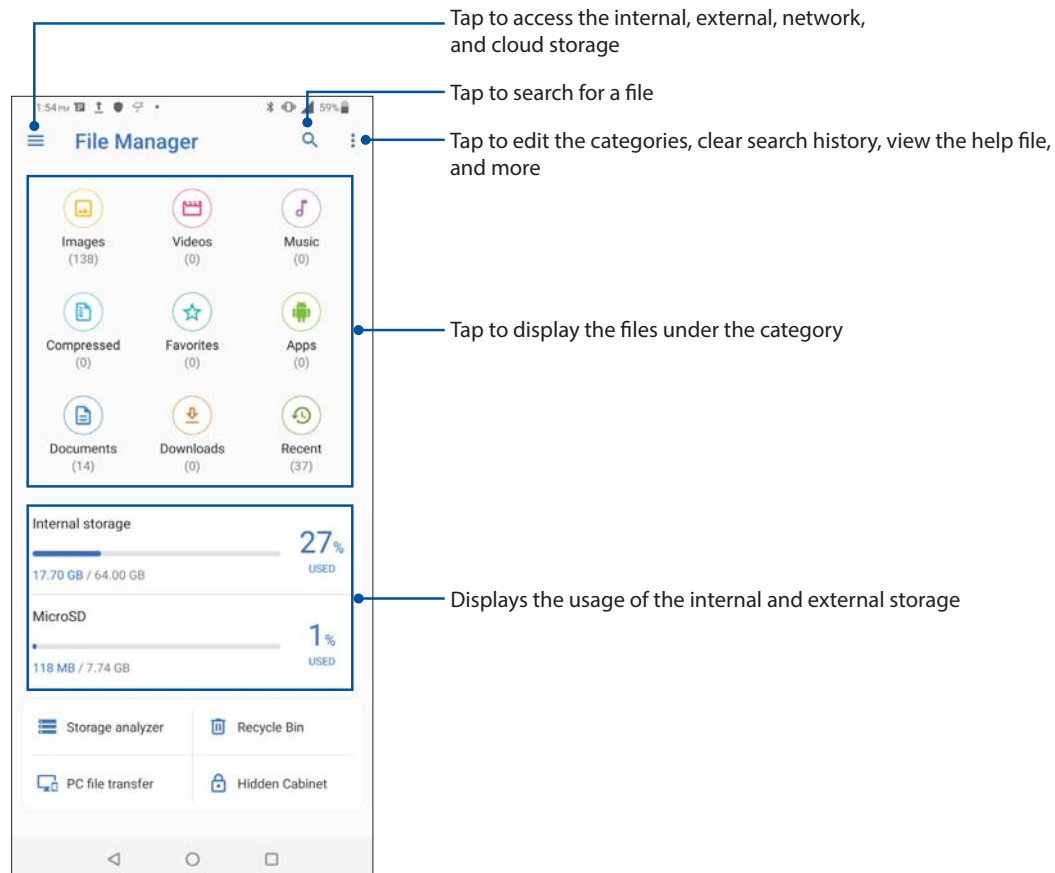 Tap to access the internal, external, network,
and cloud storage
Tap to search for a file
Tap to edit the categories, clear search history, view the help file,
and more
1:54 PM 59%
File Manager
Images Videos Music
(138) (0) (0)
Compressed Favorites Apps
(0) (0) (0)
Tap to display the files under the category
Documents Downloads Recent
(14) (0) (37)
Internal storage
27%
USED
17.70 GB / 64.00 GB
Displays the usage of the internal and external storage
MicroSD
1%
USED
118 MB / 7.74 GB
Storage analyzer Recycle Bin
PC file transfer Hidden Cabinet